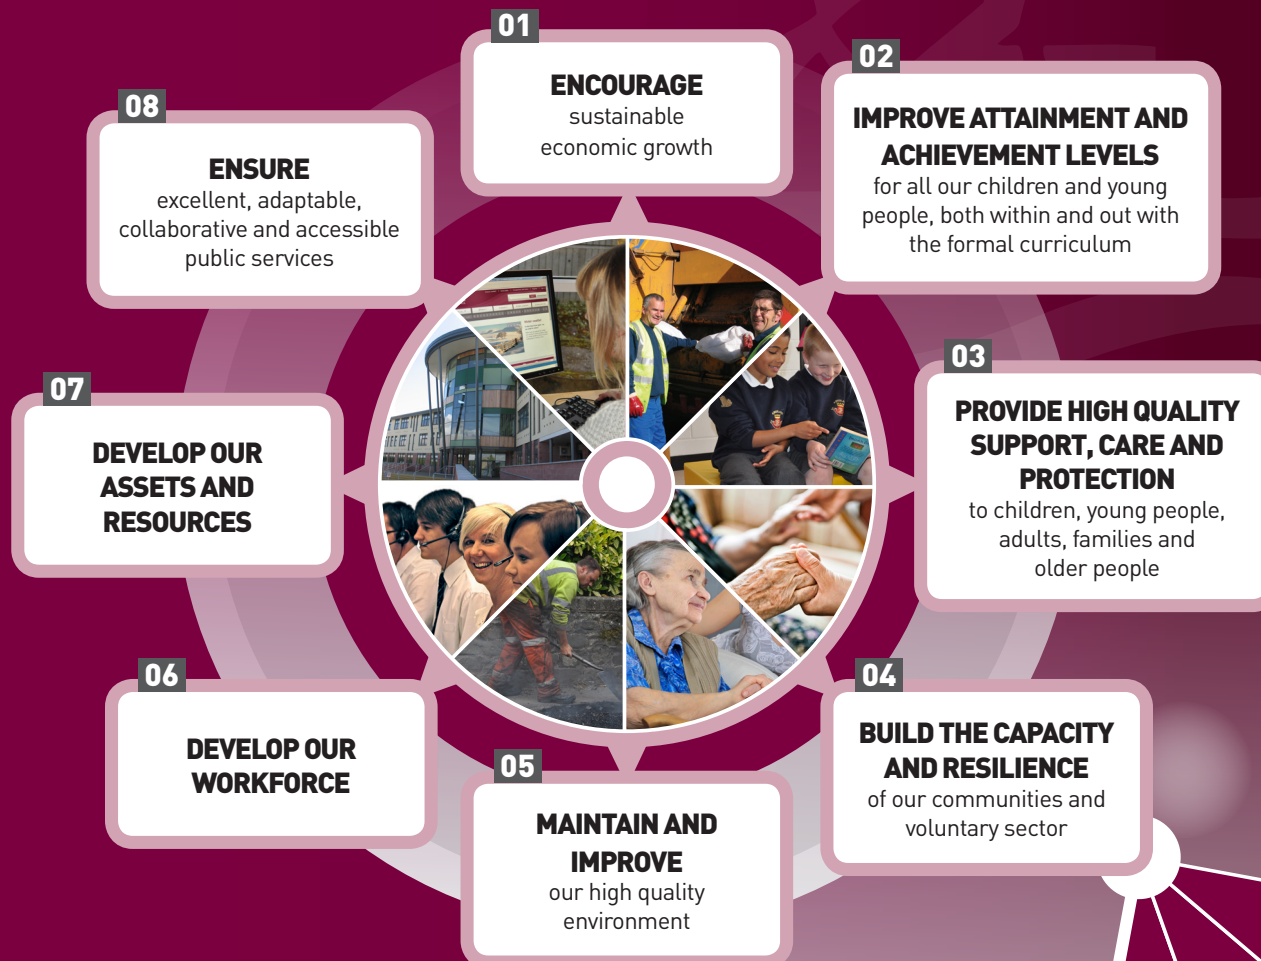 01
ENCOURAGE
sustainable
economic growth
02
IMPROVE ATTAINMENT AND
ACHIEVEMENT LEVELS
for all our children and young
people, both within and out with
the formal curriculum
03
PROVIDE HIGH QUALITY
SUPPORT, CARE AND
PROTECTION
to children, young people,
adults, families and
older people
04
BUILD THE CAPACITY
AND RESILIENCE
of our communities and
voluntary sector
05
MAINTAIN AND
IMPROVE
our high quality
environment
06
DEVELOP OUR
WORKFORCE
07
DEVELOP OUR
ASSETS AND
RESOURCES
08
ENSURE
excellent, adaptable,
collaborative and accessible
public services